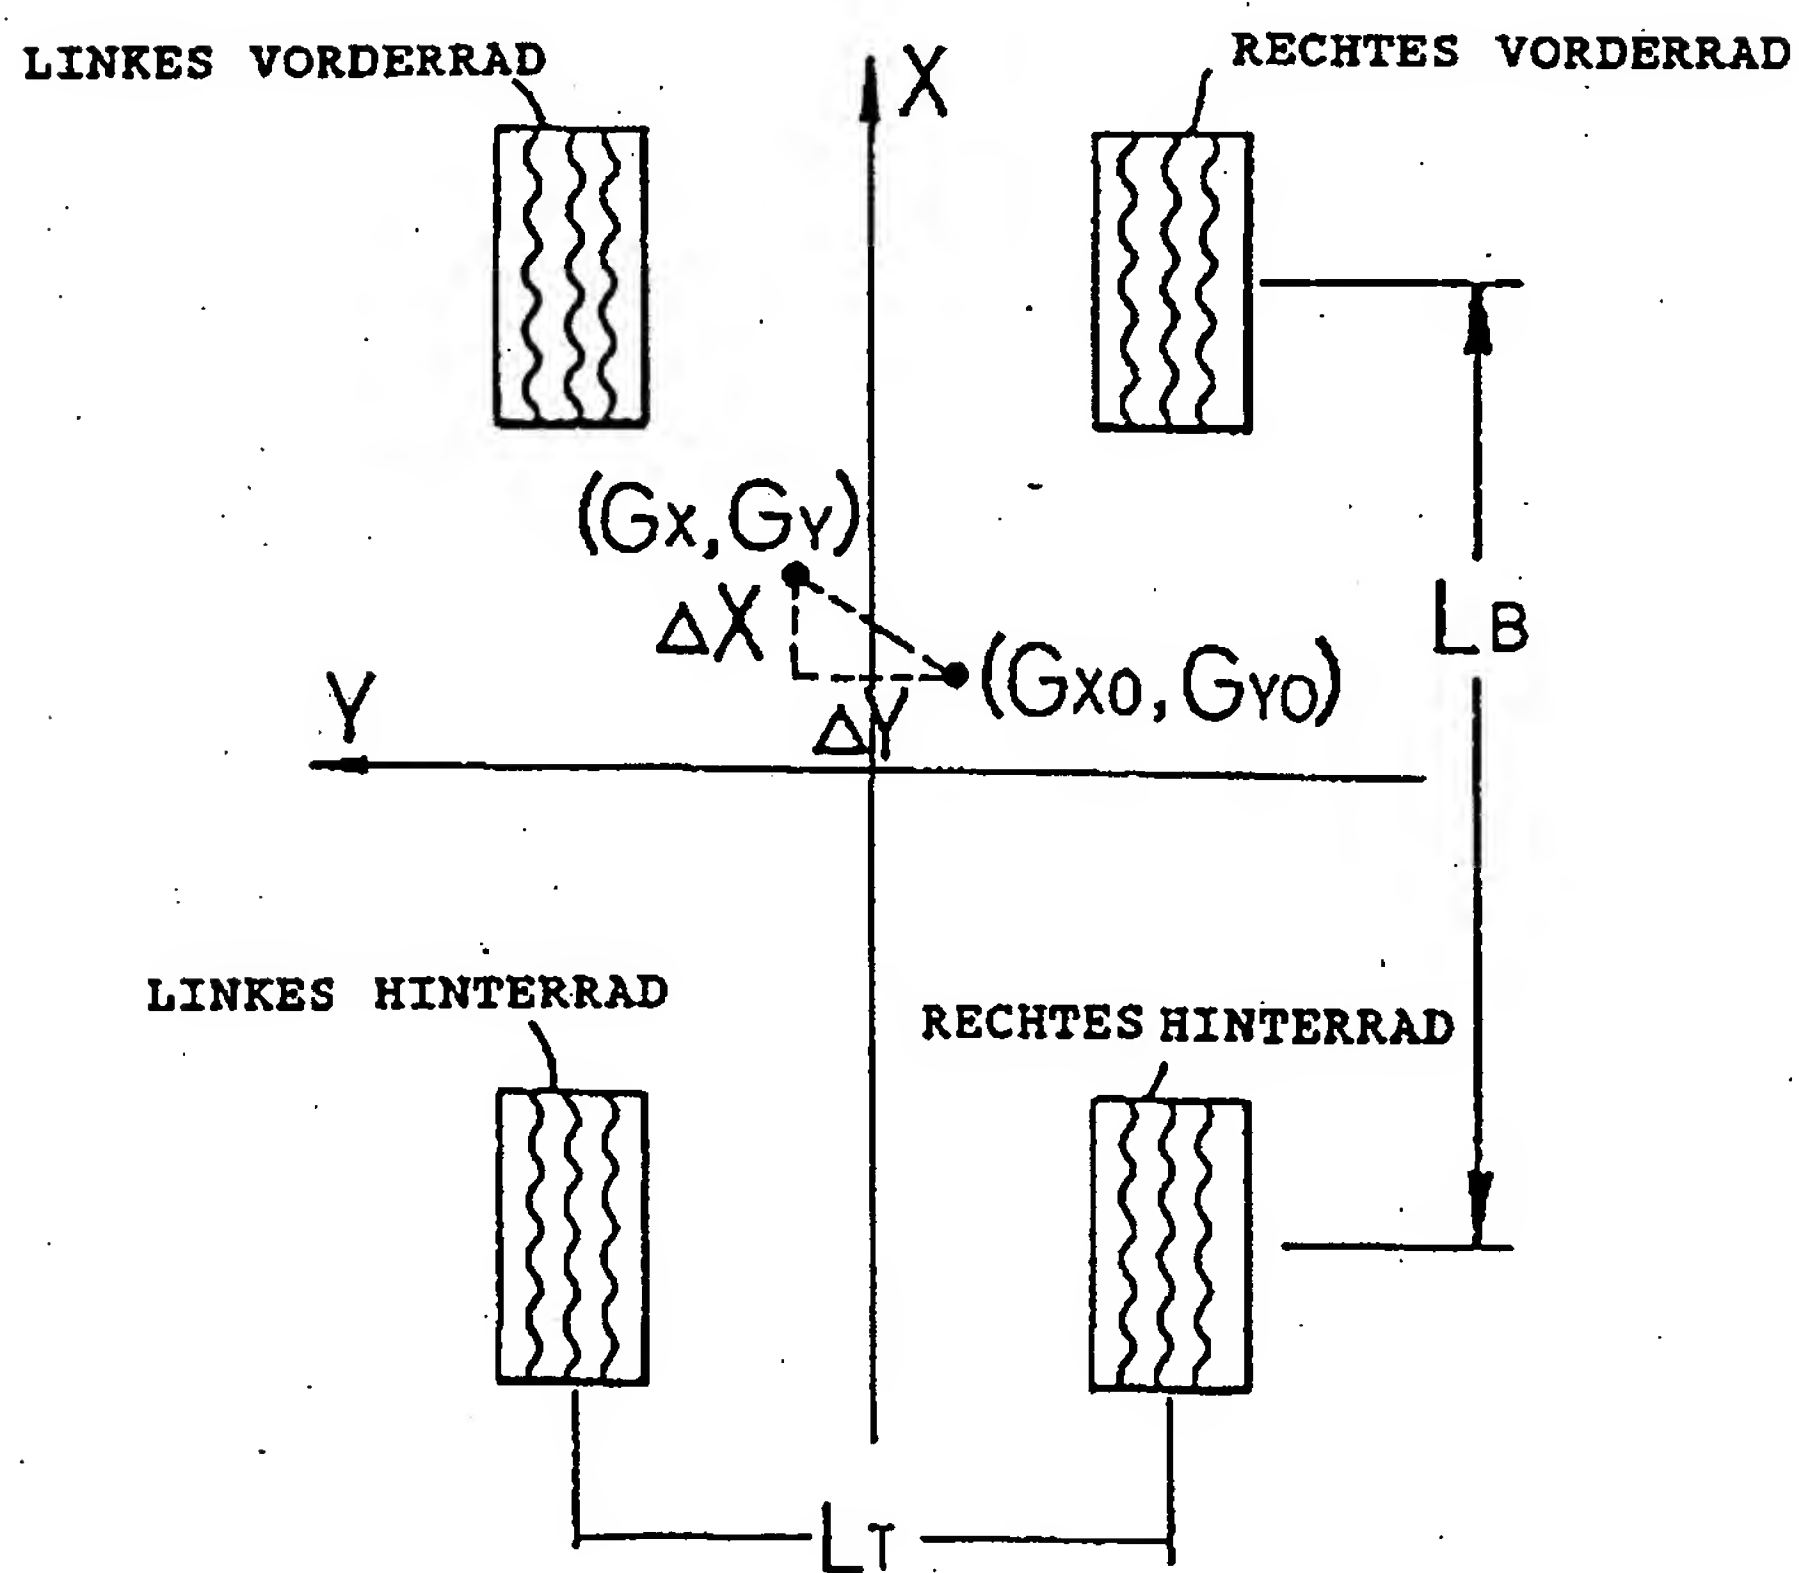 LINKES VORDERRAD
X
RECHTES VORDERRAD
(GX, GY)
ΔX
LB
Y
(GX0, GY0)
ΔY
LINKES HINTERRAD
RECHTES HINTERRAD
LT